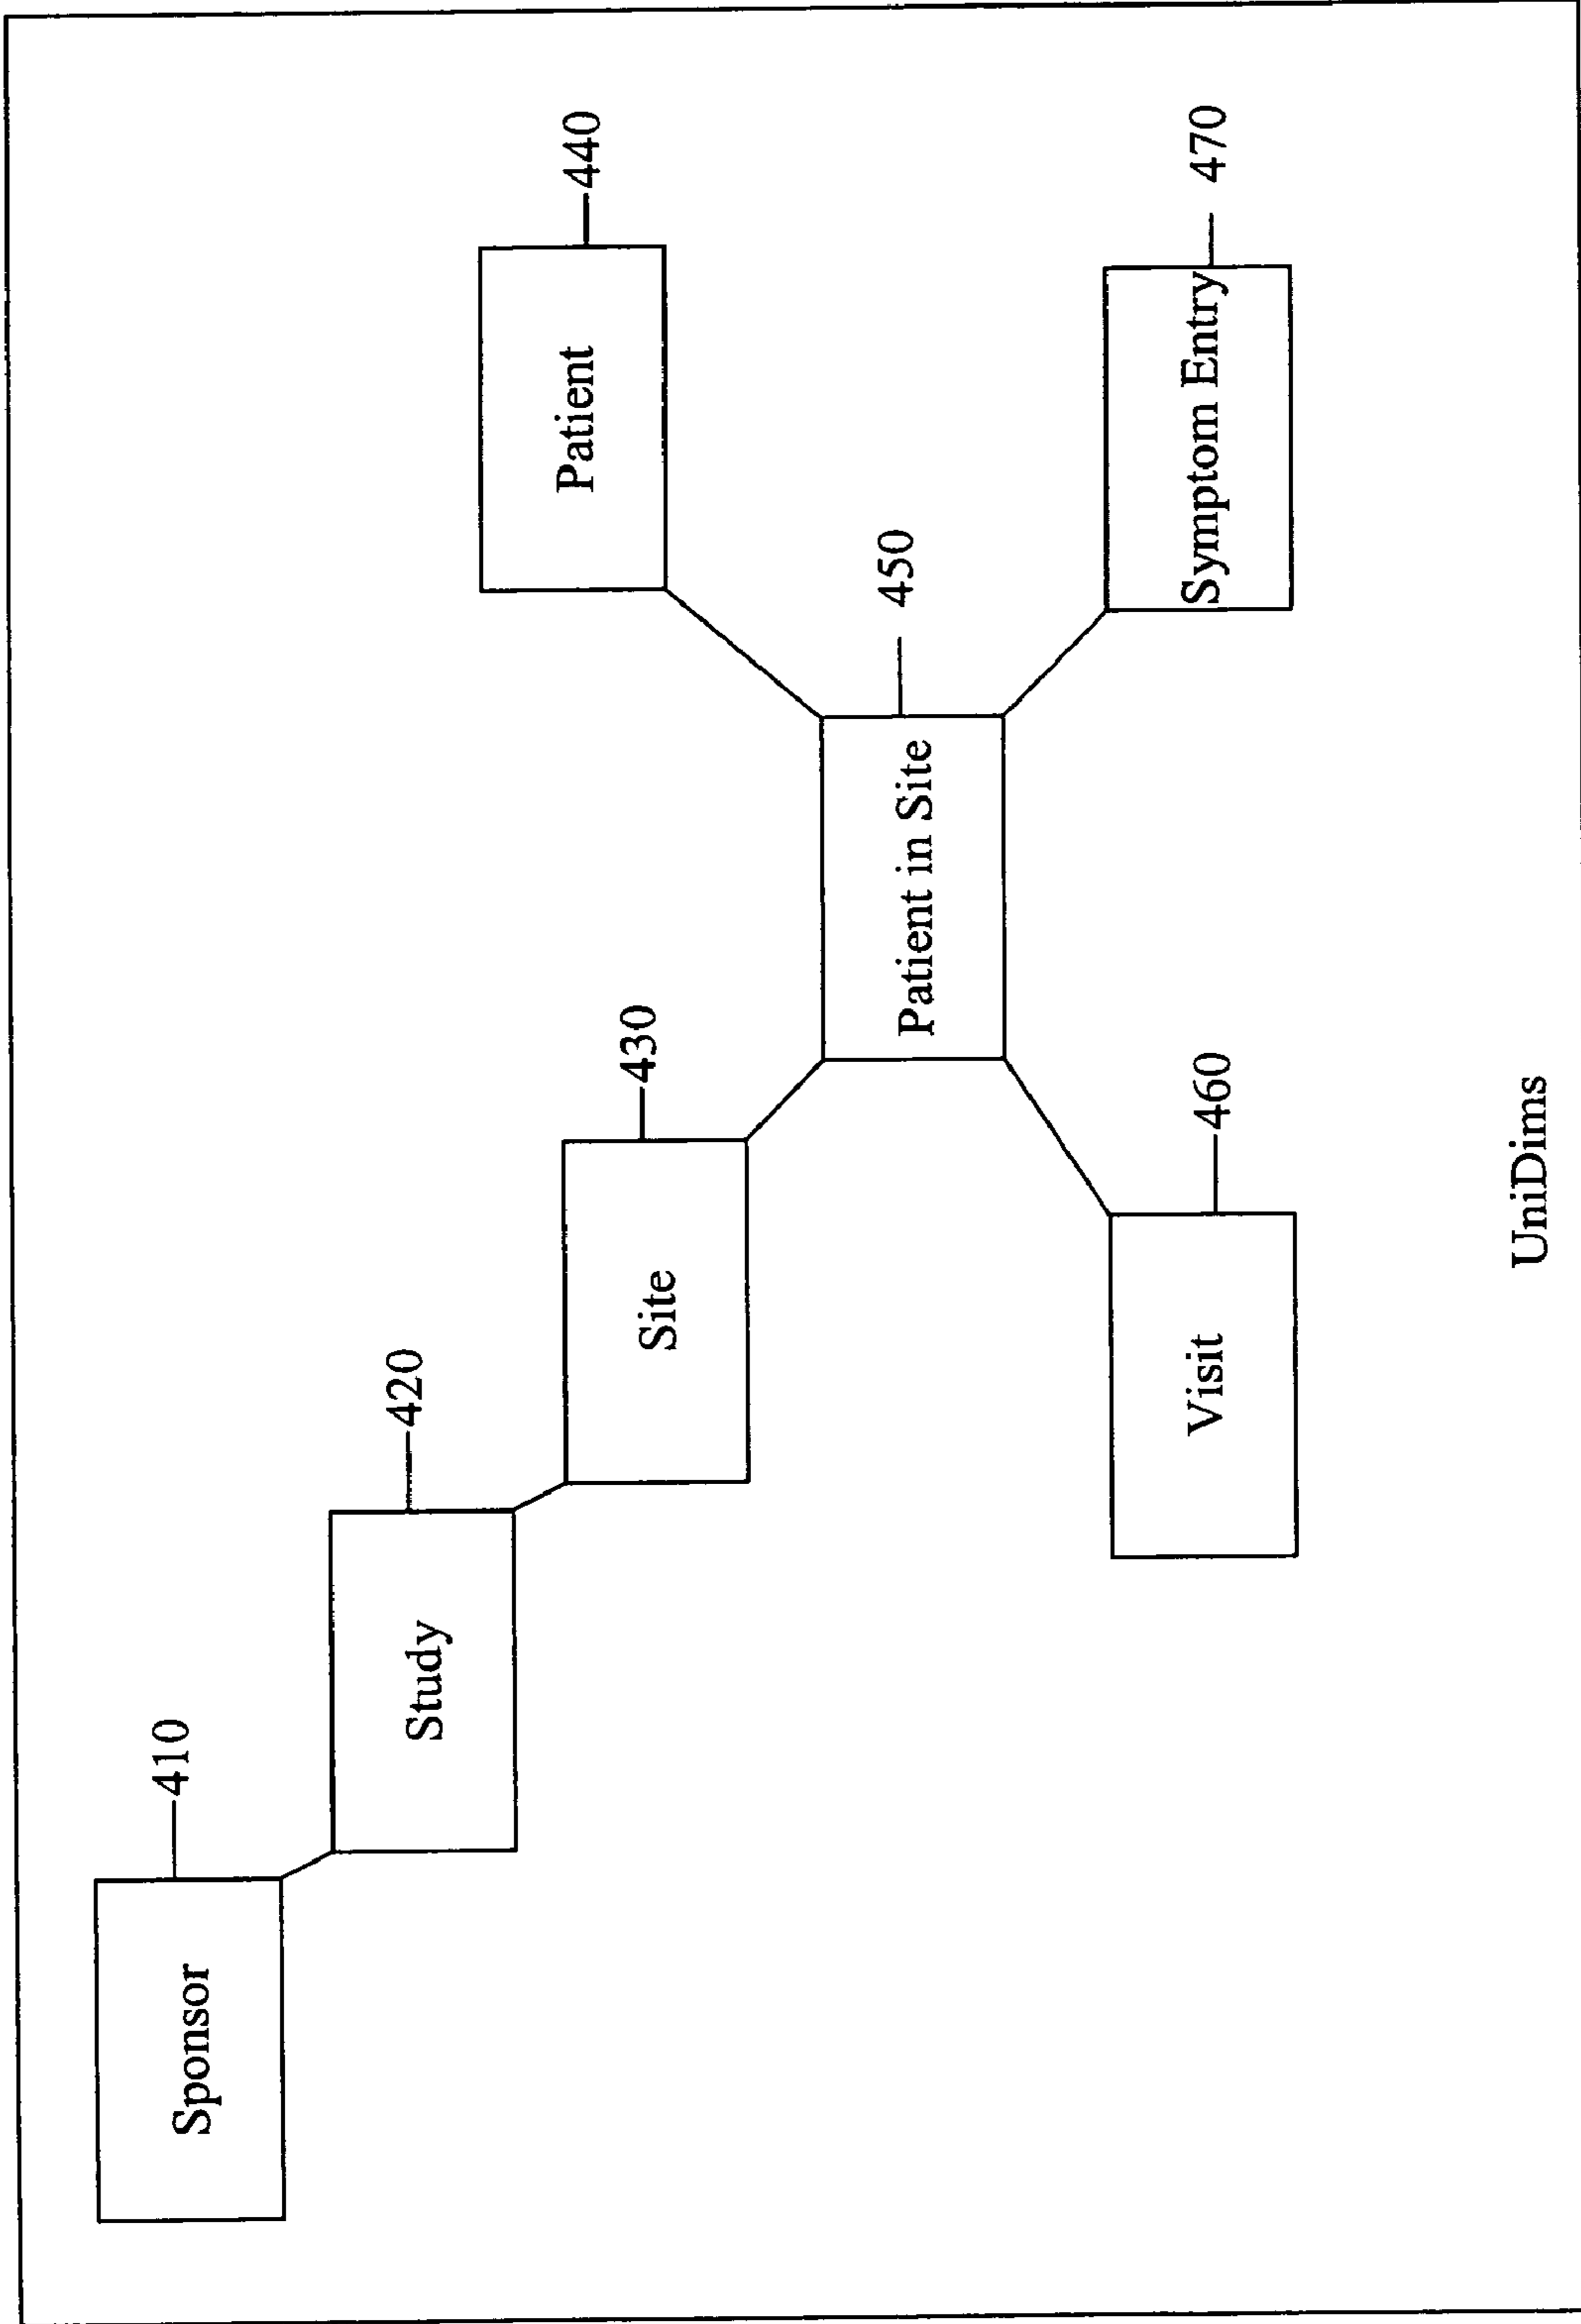 Sponsor
410
Study
420
Site
430
Patient
440
Patient in Site
450
Visit
460
Symptom Entry
470
UniDims